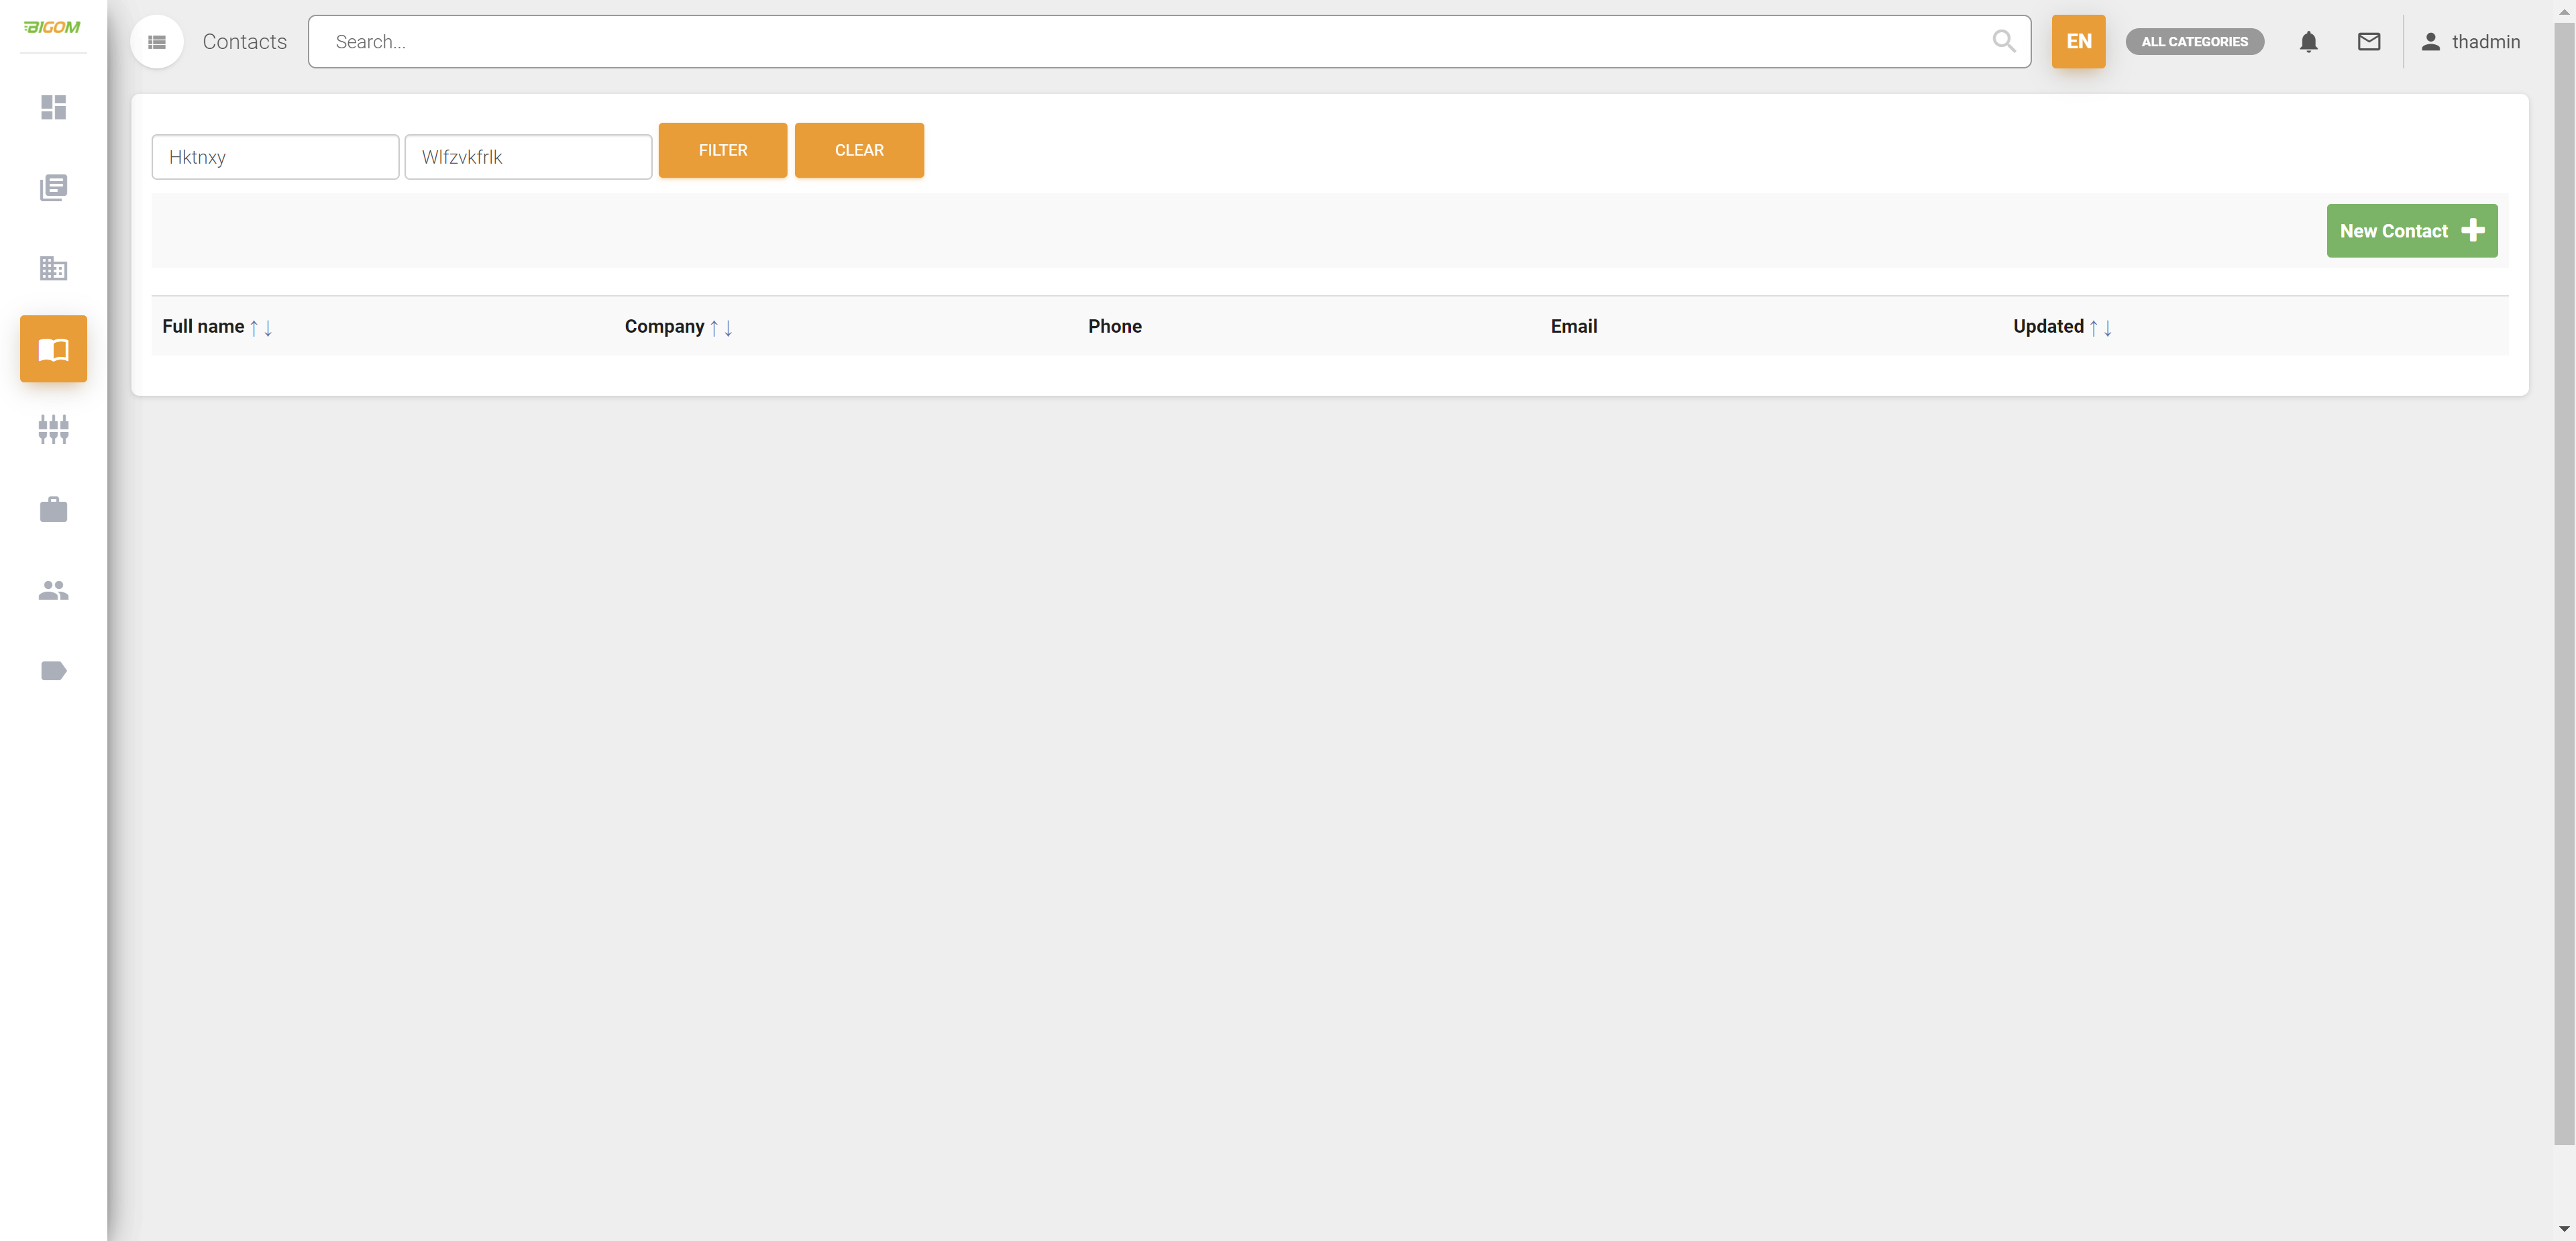 BIGOM
Contacts
Search...
EN
ALL CATEGORIES
thadmin
Hktnxy
Wlfzvkfrlk
FILTER
CLEAR
New Contact
Full name ↑↓ Company ↑↓ Phone Email Updated ↑↓